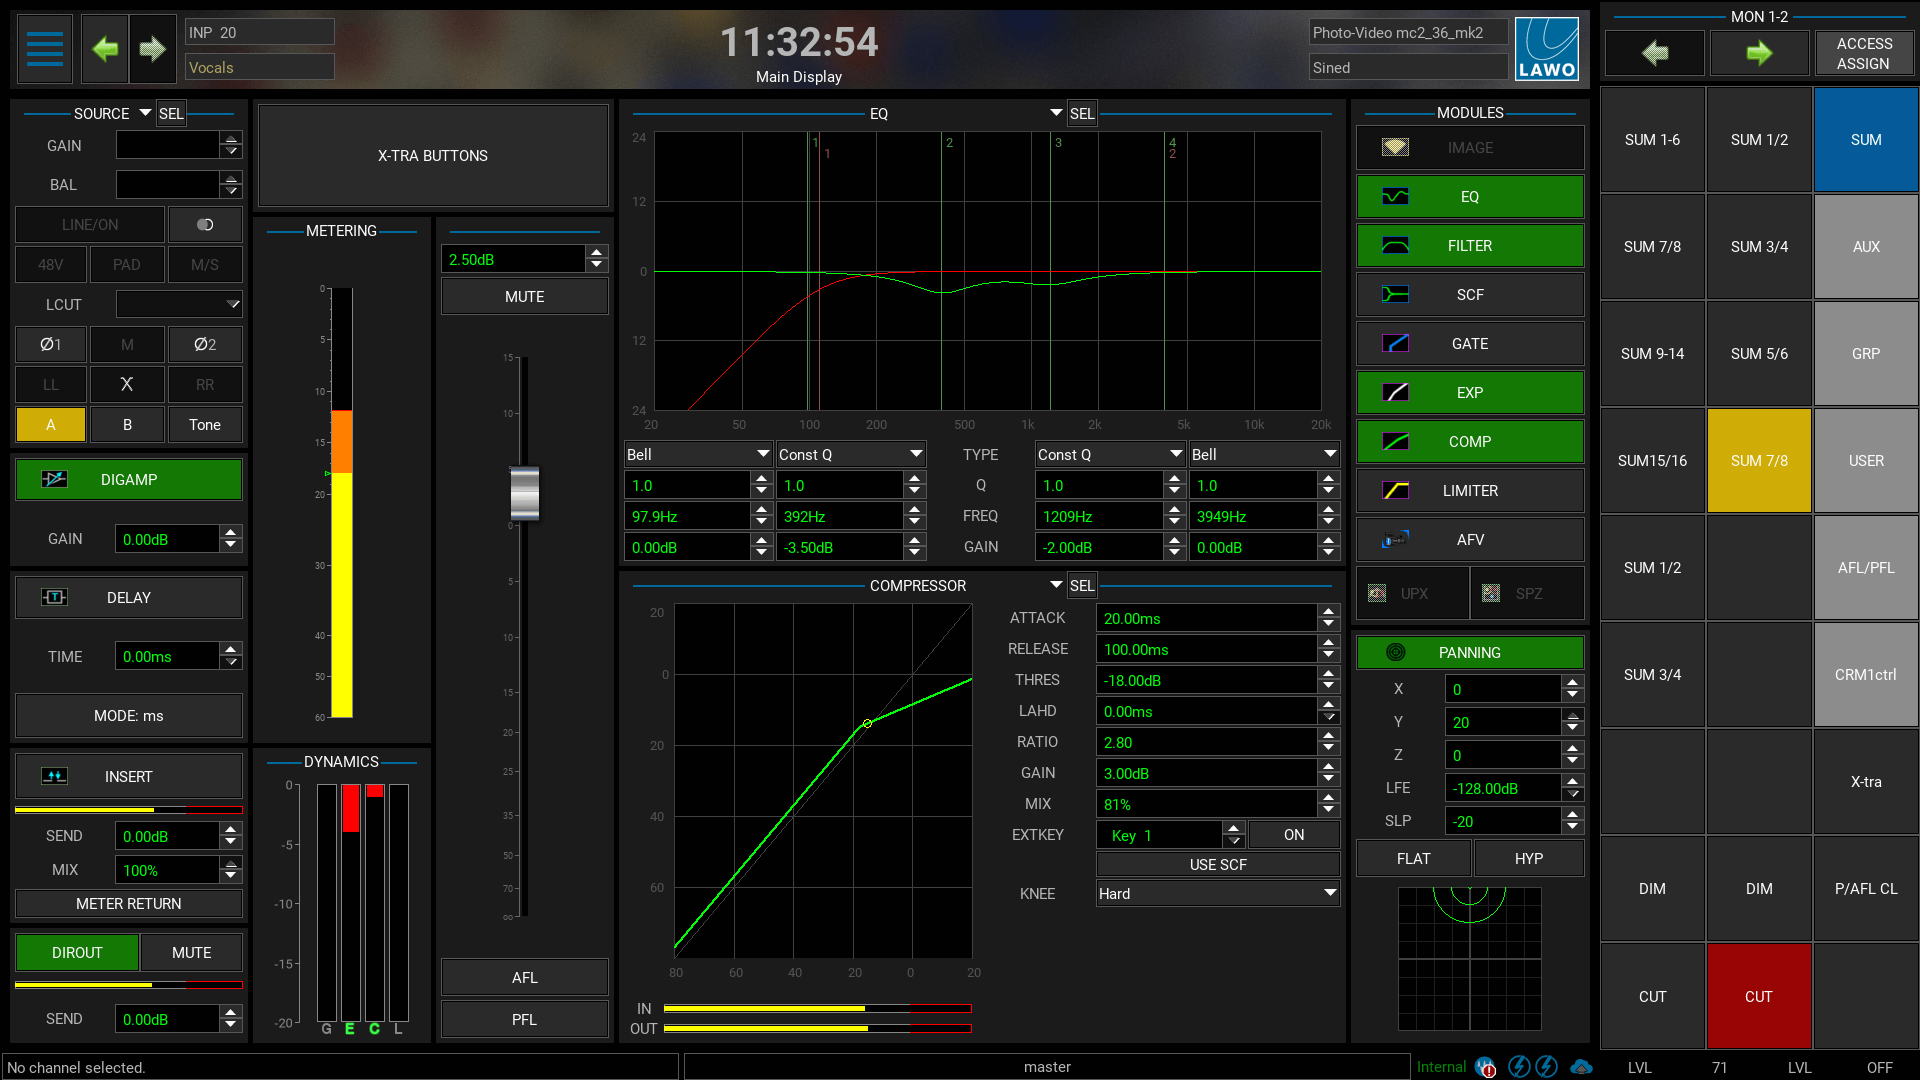 INP 20
Vocals
11:32:54
Main Display
Photo-Video mc2_36_mk2
Sined
LAWO
MON 1-2
ACCESS
ASSIGN
SOURCE
SEL
GAIN
BAL
LINE/ON
48V
PAD
M/S
LCUT
Ø1
M
Ø2
LL
X
RR
A
B
Tone
DIGAMP
GAIN
0.00dB
DELAY
TIME
0.00ms
MODE: ms
INSERT
SEND
0.00dB
MIX
100%
METER RETURN
DIROUT
MUTE
SEND
0.00dB
X-TRA BUTTONS
METERING
0
5
10
15
20
30
40
50
60
DYNAMICS
0
-5
-10
-15
-20
G E C L
2.50dB
MUTE
15
10
5
0
5
10
15
20
25
35
50
70
oo
AFL
PFL
EQ
SEL
24
12
0
12
24
1
1
2
3
4
2
20 50 100 200 500 1k 2k 5k 10k 20k
Bell
Const Q
TYPE
Const Q
Bell
1.0
1.0
Q
1.0
1.0
97.9Hz
392Hz
FREQ
1209Hz
3949Hz
0.00dB
-3.50dB
GAIN
-2.00dB
0.00dB
COMPRESSOR
SEL
20
0
20
40
60
80 60 40 20 0 20
IN
OUT
ATTACK
20.00ms
RELEASE
100.00ms
THRES
-18.00dB
LAHD
0.00ms
RATIO
2.80
GAIN
3.00dB
MIX
81%
EXTKEY
Key 1
ON
USE SCF
KNEE
Hard
MODULES
IMAGE
EQ
FILTER
SCF
GATE
EXP
COMP
LIMITER
AFV
UPX
SPZ
PANNING
X
0
Y
20
Z
0
LFE
-128.00dB
SLP
-20
FLAT
HYP
SUM 1-6
SUM 1/2
SUM
SUM 7/8
SUM 3/4
AUX
SUM 9-14
SUM 5/6
GRP
SUM15/16
SUM 7/8
USER
SUM 1/2
AFL/PFL
SUM 3/4
CRM1ctrl
X-tra
DIM
DIM
P/AFL CL
CUT
CUT
No channel selected.
master
Internal
LVL
71
LVL
OFF